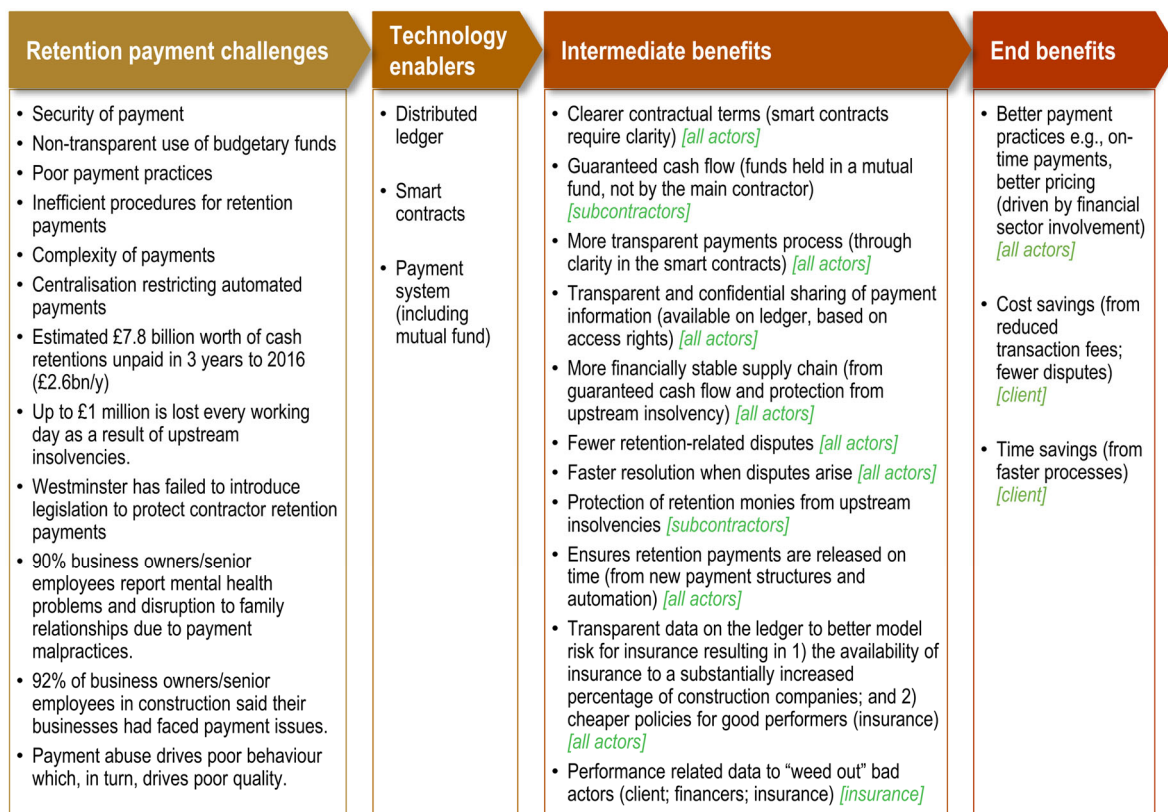 Retention payment challenges
• Security of payment
• Non-transparent use of budgetary funds
• Poor payment practices
• Inefficient procedures for retention
payments
• Complexity of payments
• Centralisation restricting automated
payments
• Estimated £7.8 billion worth of cash
retentions unpaid in 3 years to 2016
(£2.6bn/y)
• Up to £1 million is lost every working
day as a result of upstream
insolvencies.
• Westminster has failed to introduce
legislation to protect contractor retention
payments
• 90% business owners/senior
employees report mental health
problems and disruption to family
relationships due to payment
malpractices.
• 92% of business owners/senior
employees in construction said their
businesses had faced payment issues.
• Payment abuse drives poor behaviour
which, in turn, drives poor quality.
Technology
enablers
• Distributed
ledger
• Smart
contracts
• Payment
system
(including
mutual fund)
Intermediate benefits
• Clearer contractual terms (smart contracts
require clarity) [all actors]
• Guaranteed cash flow (funds held in a mutual
fund, not by the main contractor)
[subcontractors]
• More transparent payments process (through
clarity in the smart contracts) [all actors]
• Transparent and confidential sharing of payment
information (available on ledger, based on
access rights) [all actors]
• More financially stable supply chain (from
guaranteed cash flow and protection from
upstream insolvency) [all actors]
• Fewer retention-related disputes [all actors]
• Faster resolution when disputes arise [all actors]
• Protection of retention monies from upstream
insolvencies [subcontractors]
• Ensures retention payments are released on
time (from new payment structures and
automation) [all actors]
• Transparent data on the ledger to better model
risk for insurance resulting in 1) the availability of
insurance to a substantially increased
percentage of construction companies; and 2)
cheaper policies for good performers (insurance)
[all actors]
• Performance related data to “weed out” bad
actors (client; financers; insurance) [insurance]
End benefits
• Better payment
practices e.g., on-
time payments,
better pricing
(driven by financial
sector involvement)
[all actors]
• Cost savings (from
reduced
transaction fees;
fewer disputes)
[client]
• Time savings (from
faster processes)
[client]